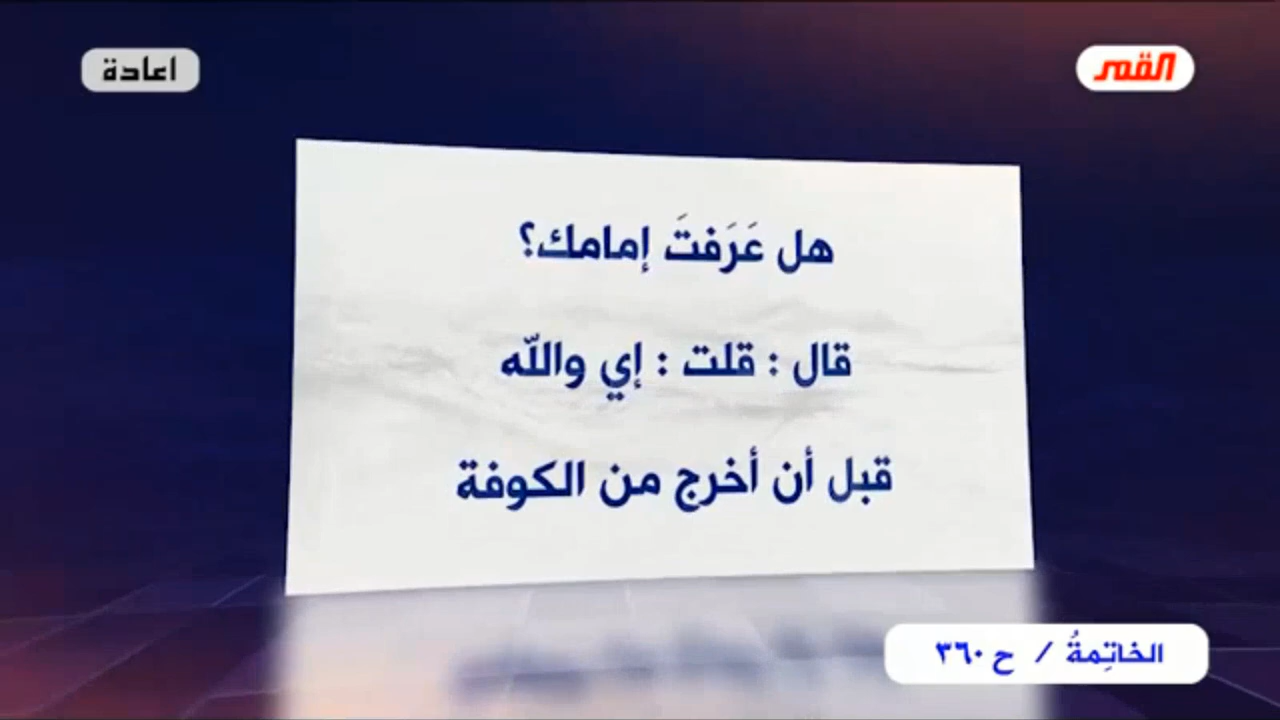 القمر
اعادة
هل عَرَفتَ إمامك؟
قال : قلت : إي واللّه
قبل أن أخرج من الكوفة
الخاتِمةُ / ح ٣٦٠